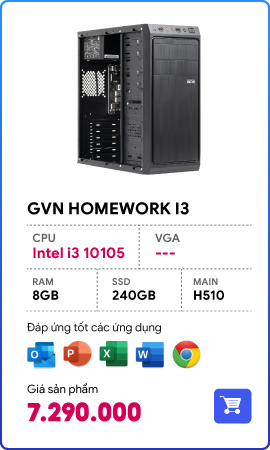 GVN HOMEWORK I3
CPU
Intel i3 10105
VGA
---
RAM
8GB
SSD
240GB
MAIN
H510
Đáp ứng tốt các ứng dụng
O
P
X
W
Giá sản phẩm
7.290.000